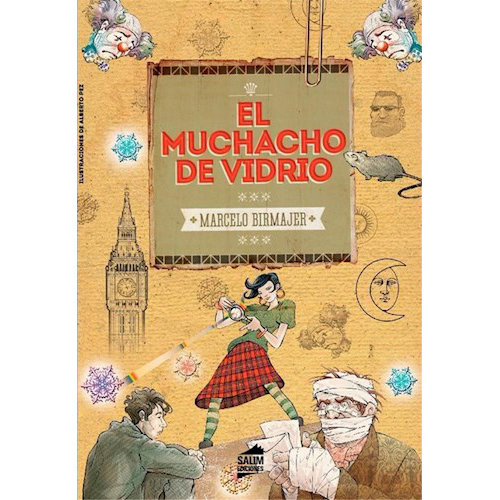 ILUSTRACIONES DE ALBERTO PEZ
EL
MUCHACHO
DE VIDRIO
MARCELO BIRMAJER
SALIM
EDICIONES